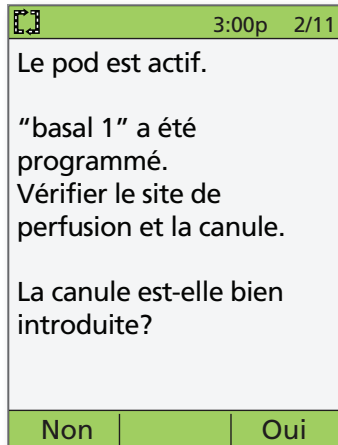 3:00p 2/11
Le pod est actif.
“basal 1” a été
programmé.
Vérifier le site de
perfusion et la canule.
La canule est-elle bien
introduite?
Non Oui